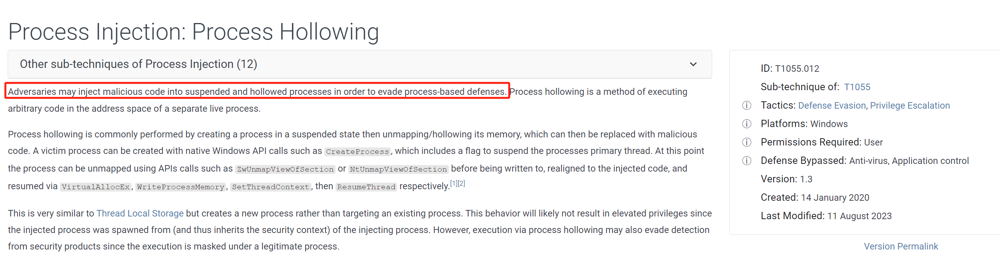 Process Injection: Process Hollowing
Other sub-techniques of Process Injection (12)
Adversaries may inject malicious code into suspended and hollowed processes in order to evade process-based defenses. Process hollowing is a method of executing
arbitrary code in the address space of a separate live process.
Process hollowing is commonly performed by creating a process in a suspended state then unmapping/hollowing its memory, which can then be replaced with malicious
code. A victim process can be created with native Windows API calls such as CreateProcess, which includes a flag to suspend the processes primary thread. At this point
the process can be unmapped using APIs calls such as ZwUnmapViewOfSection or NtUnmapViewOfSection before being written to, realigned to the injected code, and
resumed via VirtualAllocEx, WriteProcessMemory, SetThreadContext, then ResumeThread respectively.[1][2]
This is very similar to Thread Local Storage but creates a new process rather than targeting an existing process. This behavior will likely not result in elevated privileges since
the injected process was spawned from (and thus inherits the security context) of the injecting process. However, execution via process hollowing may also evade detection
from security products since the execution is masked under a legitimate process.
ID: T1055.012
Sub-technique of: T1055
Tactics: Defense Evasion, Privilege Escalation
Platforms: Windows
Permissions Required: User
Defense Bypassed: Anti-virus, Application control
Version: 1.3
Created: 14 January 2020
Last Modified: 11 August 2023
Version Permalink